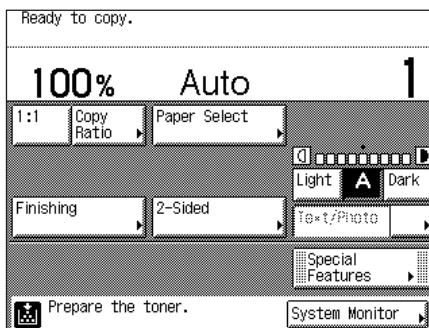 Ready to copy.
100% Auto 1
1:1 Copy Ratio Paper Select
Light A Dark
Finishing 2-Sided Text/Photo
Special Features
Prepare the toner. System Monitor